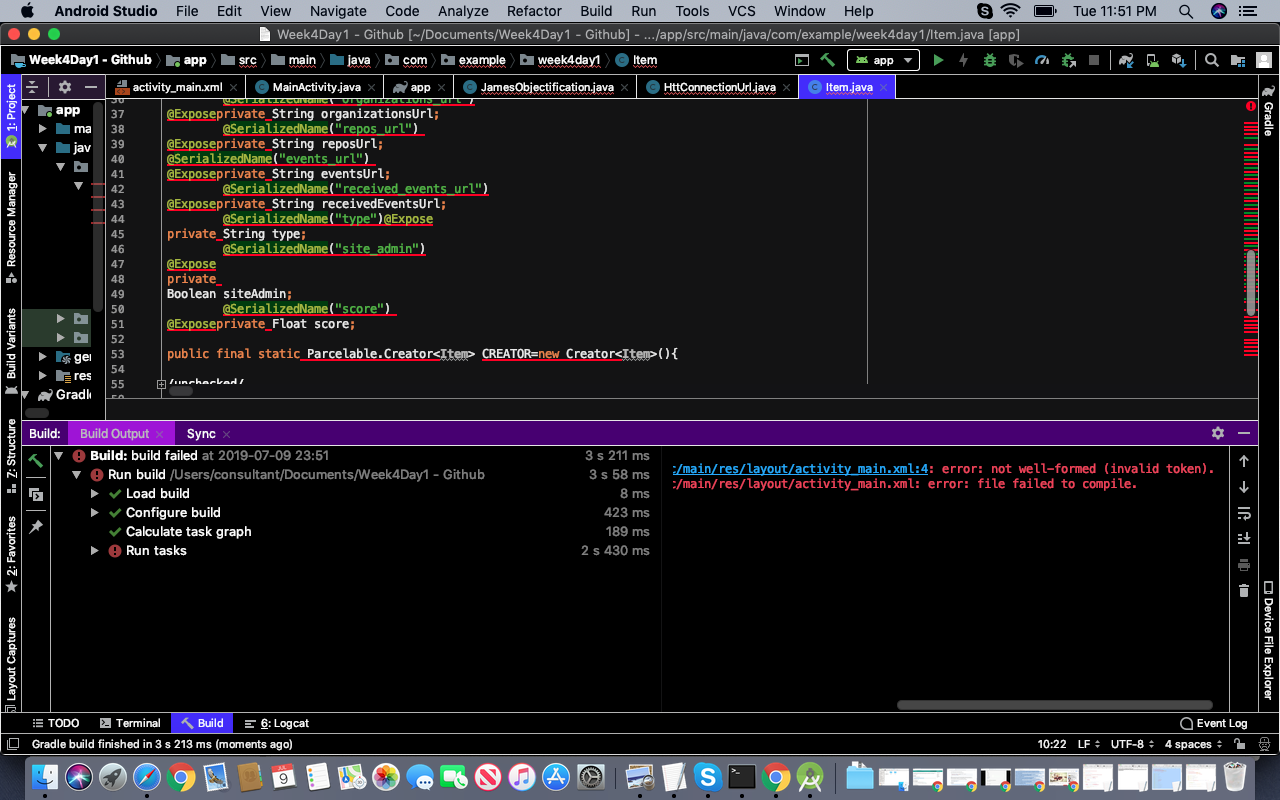 Android Studio File Edit View Navigate Code Analyze Refactor Build Run Tools VCS Window Help Tue 11:51 PM
Week4Day1 - Github [~/Documents/Week4Day1 - Github] - .../app/src/main/java/com/example/week4day1/Item.java [app]
Week4Day1 - Github app src main java com example week4day1 Item app
activity_main.xml MainActivity.java app JamesObjectification.java HttConnectionUrl.java Item.java
1: Project
Resource Manager
Build Variants
Z: Structure
2: Favorites
Layout Captures
Gradle
Device File Explorer
app
ma
jav
ger
res
Gradl
36 @SerializedName("organizations_url")
37 @Exposeprivate String organizationsUrl;
38 @SerializedName("repos_url")
39 @Exposeprivate String reposUrl;
40 @SerializedName("events_url")
41 @Exposeprivate String eventsUrl;
42 @SerializedName("received_events_url")
43 @Exposeprivate String receivedEventsUrl;
44 @SerializedName("type")@Expose
45 private String type;
46 @SerializedName("site_admin")
47 @Expose
48 private
49 Boolean siteAdmin;
50 @SerializedName("score")
51 @Exposeprivate Float score;
52
53 public final static Parcelable.Creator<Item> CREATOR=new Creator<Item>(){
54
55 /unchecked/
Build: Build Output Sync
Build: build failed at 2019-07-09 23:51 3 s 211 ms
Run build /Users/consultant/Documents/Week4Day1 - Github 3 s 58 ms
Load build 8 ms
Configure build 423 ms
Calculate task graph 189 ms
Run tasks 2 s 430 ms
:/main/res/layout/activity_main.xml:4: error: not well-formed (invalid token).
:/main/res/layout/activity_main.xml: error: file failed to compile.
TODO Terminal Build 6: Logcat Event Log
Gradle build finished in 3 s 213 ms (moments ago) 10:22 LF UTF-8 4 spaces
9